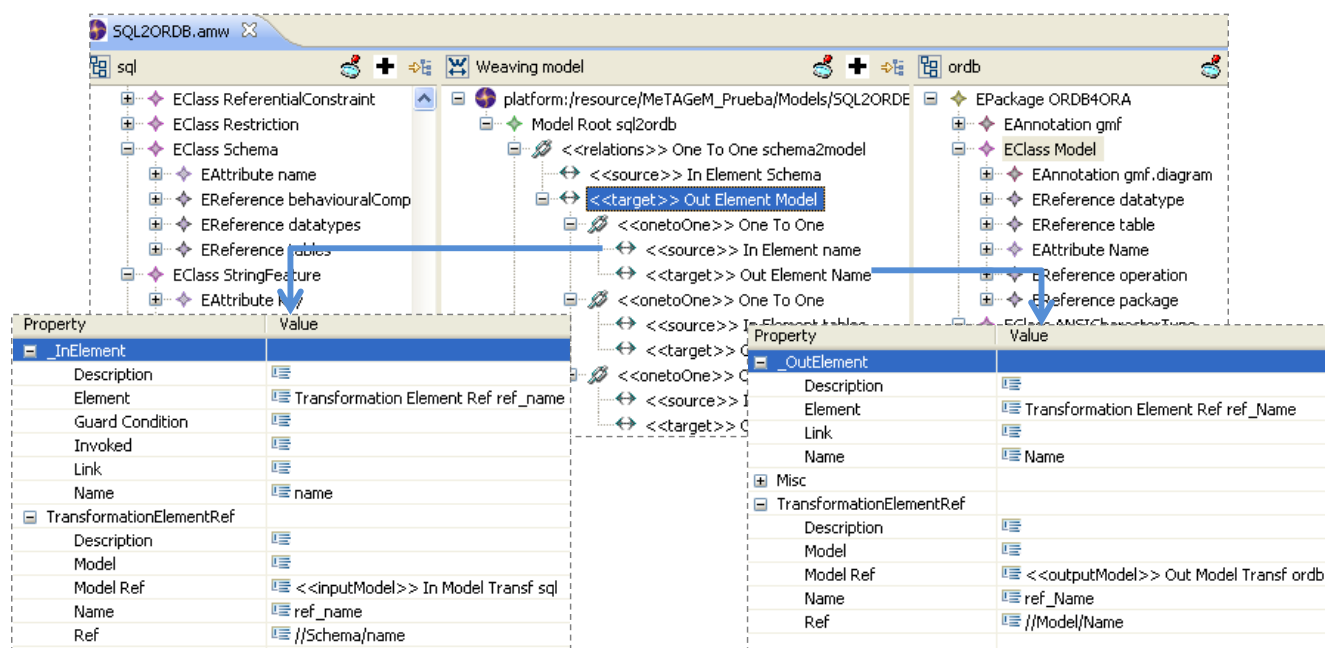 SQL2ORDB.amw
sql
Weaving model
ordb
EClass ReferentialConstraint
EClass Restriction
EClass Schema
EAttribute name
EReference behaviouralComp
EReference datatypes
EReference tables
EClass StringFeature
EAttribute key
platform:/resource/MeTAGeM_Prueba/Models/SQL2ORDB
Model Root sql2ordb
<<relations>> One To One schema2model
<<source>> In Element Schema
<<target>> Out Element Model
<<onetoOne>> One To One
<<source>> In Element name
<<target>> Out Element Name
<<onetoOne>> One To One
<<source>> In Element tables
<<target>>
<<onetoOne>>
<<source>>
<<target>>
EPackage ORDB4ORA
EAnnotation gmf
EClass Model
EAnnotation gmf.diagram
EReference datatype
EReference table
EAttribute Name
EReference operation
EReference package
EClass ANSICharacterType
Property Value
_InElement
Description
Element Transformation Element Ref ref_name
Guard Condition
Invoked
Link
Name name
TransformationElementRef
Description
Model
Model Ref <<inputModel>> In Model Transf sql
Name ref_name
Ref //Schema/name
Property Value
_OutElement
Description
Element Transformation Element Ref ref_Name
Link
Name Name
Misc
TransformationElementRef
Description
Model
Model Ref <<outputModel>> Out Model Transf ordb
Name ref_Name
Ref //Model/Name